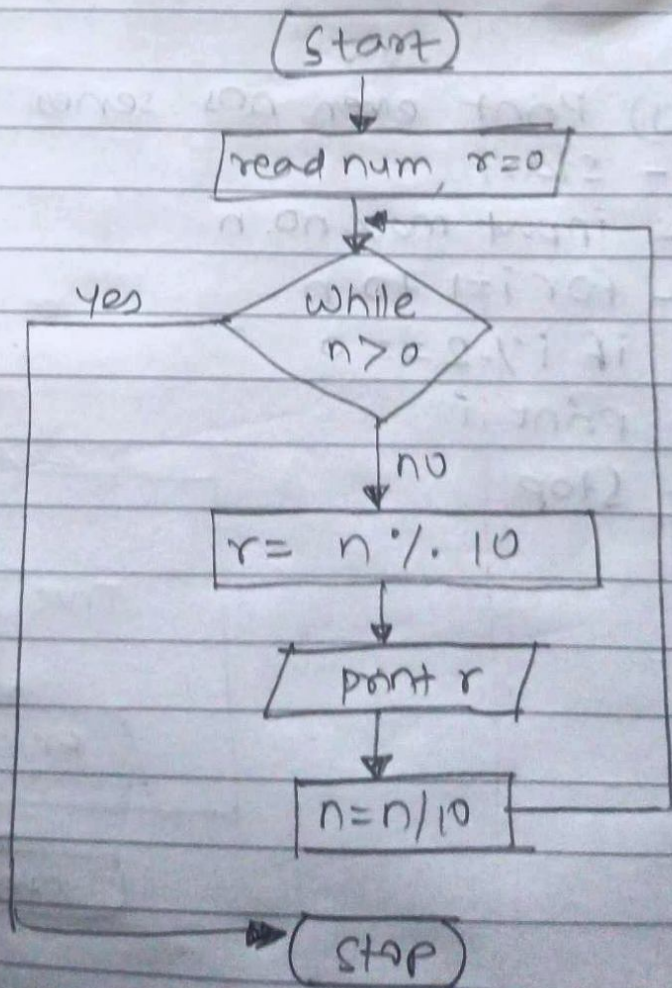 Start
read num, r=0
while
n>0
yes
no
r= n % 10
print r
n=n/10
Stop